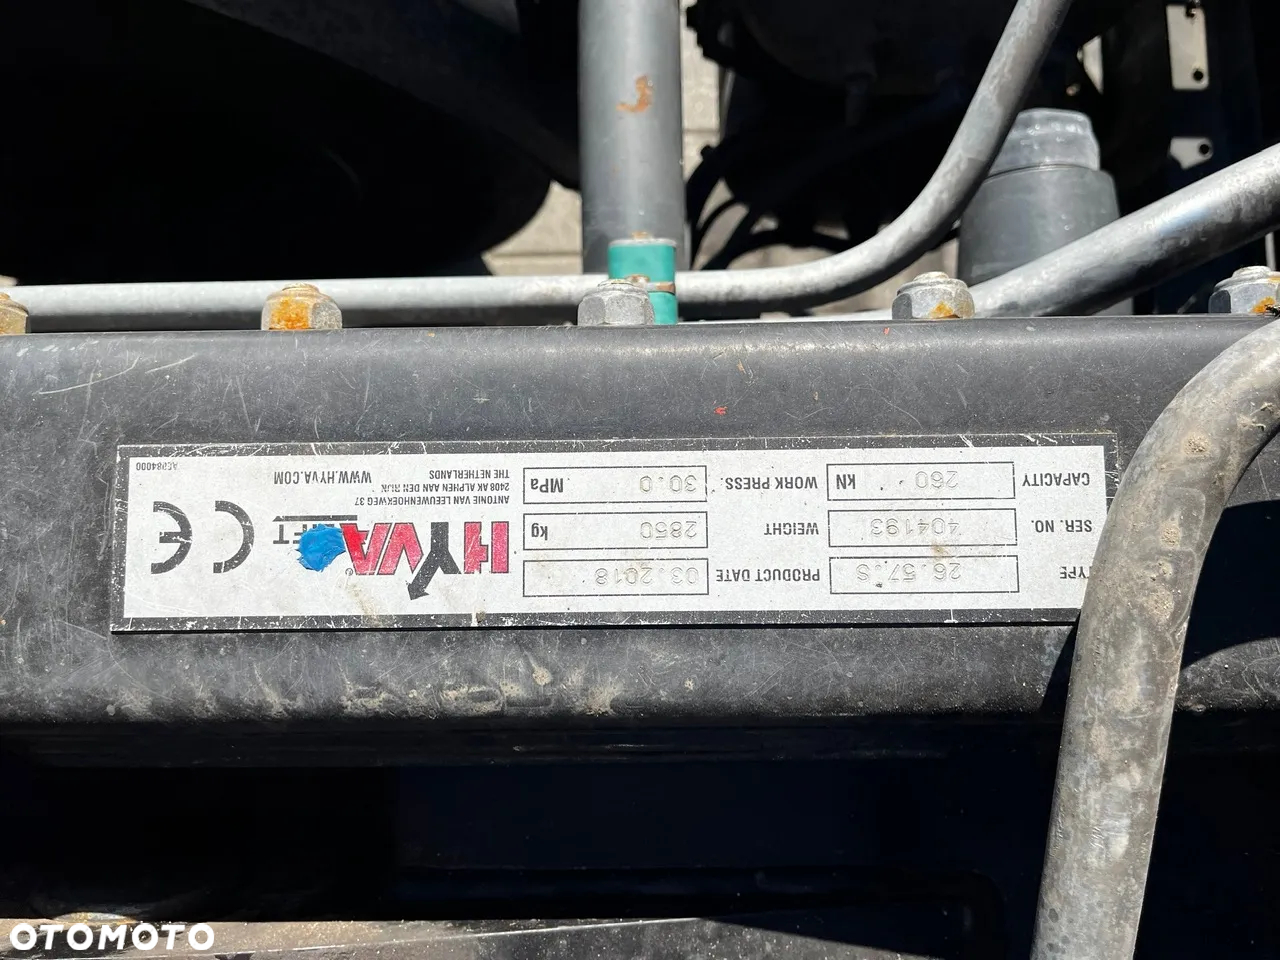 TYPE 26.57.S PRODUCT DATE 03.2018
SER. NO. 404193 WEIGHT 2850 kg
CAPACITY 260 kN WORK PRESS. 30.0 MPa
HYVA®
LIFT
ANTONIE VAN LEEUWENHOEKWEG 37
2408 AK ALPHEN AAN DEN RIJN
THE NETHERLANDS
WWW.HYVA.COM
CE
OTOMOTO